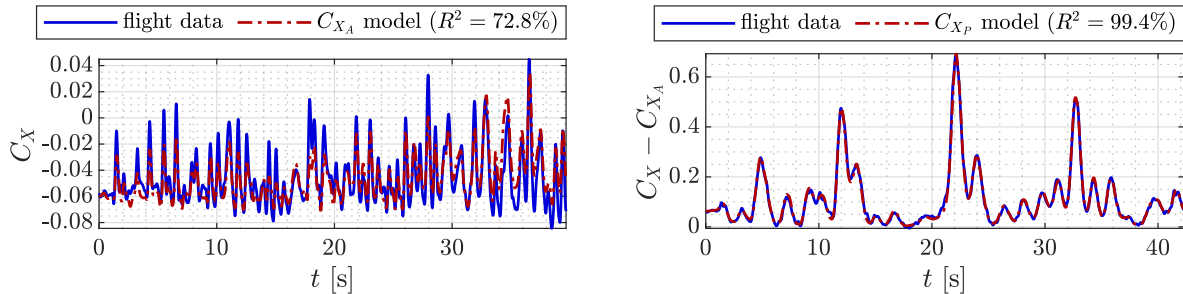 flight data C_{X_A} model (R² = 72.8%)
0.04
0.02
0
-0.02
-0.04
-0.06
-0.08
C_X
0 10 20 30
t [s]
flight data C_{X_P} model (R² = 99.4%)
0.6
0.4
0.2
0
C_X − C_{X_A}
0 10 20 30 40
t [s]